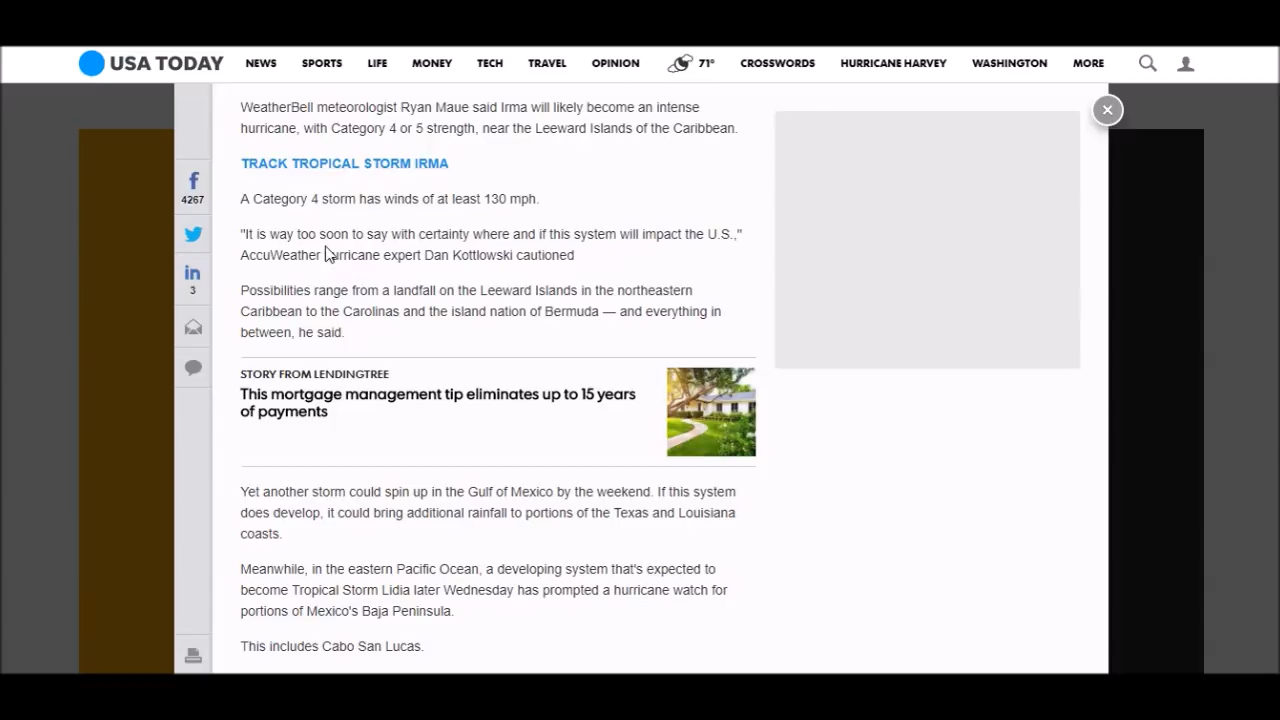 USA TODAY
NEWS
SPORTS
LIFE
MONEY
TECH
TRAVEL
OPINION
71°
CROSSWORDS
HURRICANE HARVEY
WASHINGTON
MORE
4267
3
WeatherBell meteorologist Ryan Maue said Irma will likely become an intense
hurricane, with Category 4 or 5 strength, near the Leeward Islands of the Caribbean.
TRACK TROPICAL STORM IRMA
A Category 4 storm has winds of at least 130 mph.
"It is way too soon to say with certainty where and if this system will impact the U.S.,"
AccuWeather hurricane expert Dan Kottlowski cautioned
Possibilities range from a landfall on the Leeward Islands in the northeastern
Caribbean to the Carolinas and the island nation of Bermuda — and everything in
between, he said.
STORY FROM LENDINGTREE
This mortgage management tip eliminates up to 15 years
of payments
Yet another storm could spin up in the Gulf of Mexico by the weekend. If this system
does develop, it could bring additional rainfall to portions of the Texas and Louisiana
coasts.
Meanwhile, in the eastern Pacific Ocean, a developing system that's expected to
become Tropical Storm Lidia later Wednesday has prompted a hurricane watch for
portions of Mexico's Baja Peninsula.
This includes Cabo San Lucas.